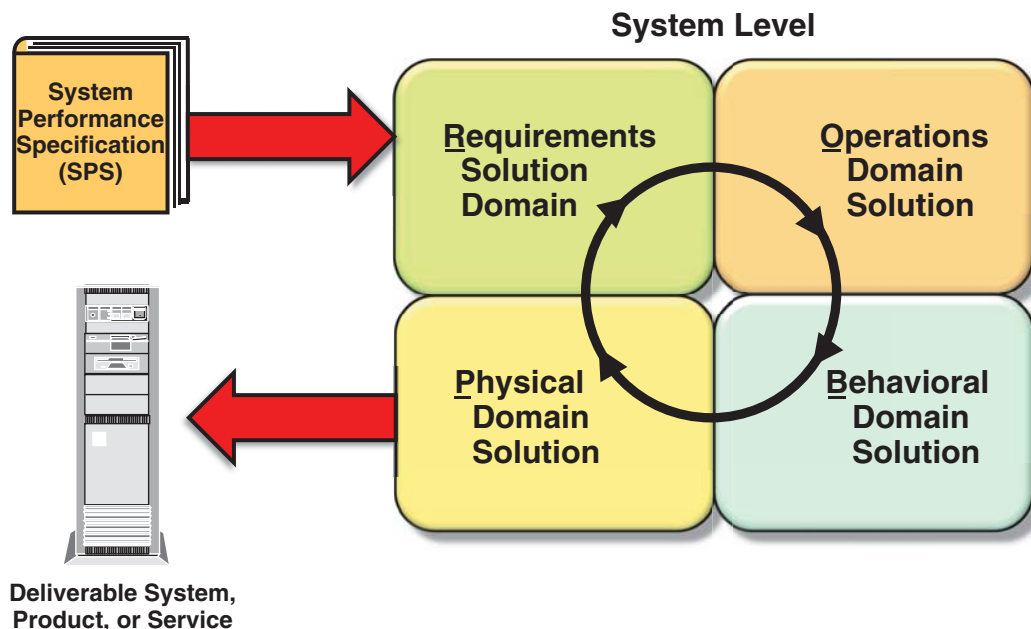 System Level
System
Performance
Specification
(SPS)
Requirements
Solution
Domain
Operations
Domain
Solution
Physical
Domain
Solution
Behavioral
Domain
Solution
Deliverable System,
Product, or Service